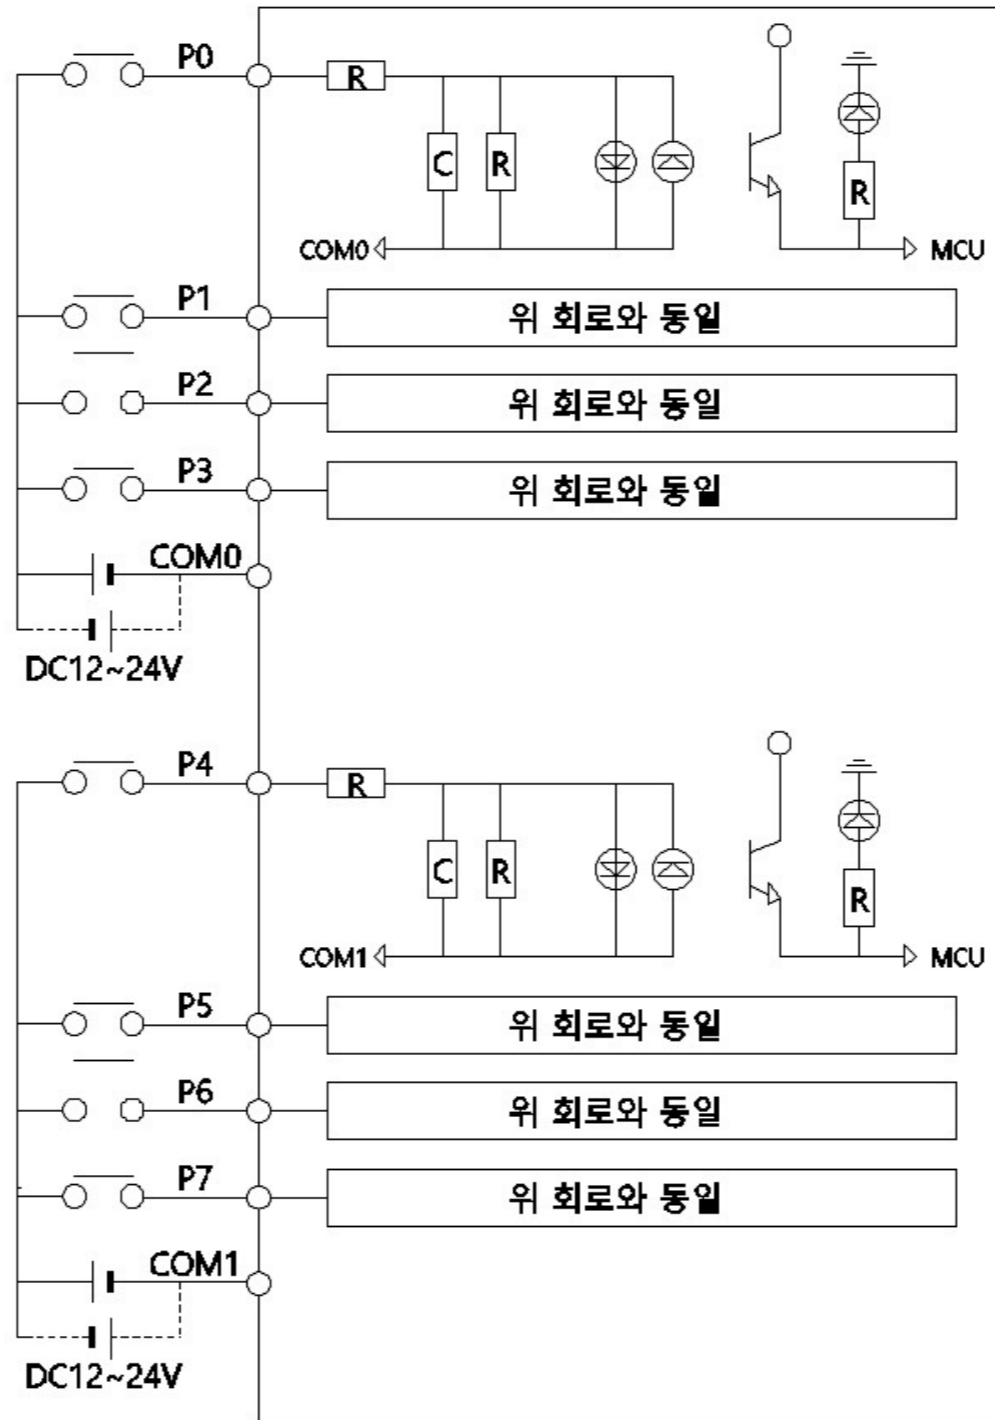 P0
R
C
R
R
COM0
MCU
P1
위 회로와 동일
P2
위 회로와 동일
P3
위 회로와 동일
COM0
DC12~24V
P4
R
C
R
R
COM1
MCU
P5
위 회로와 동일
P6
위 회로와 동일
P7
위 회로와 동일
COM1
DC12~24V